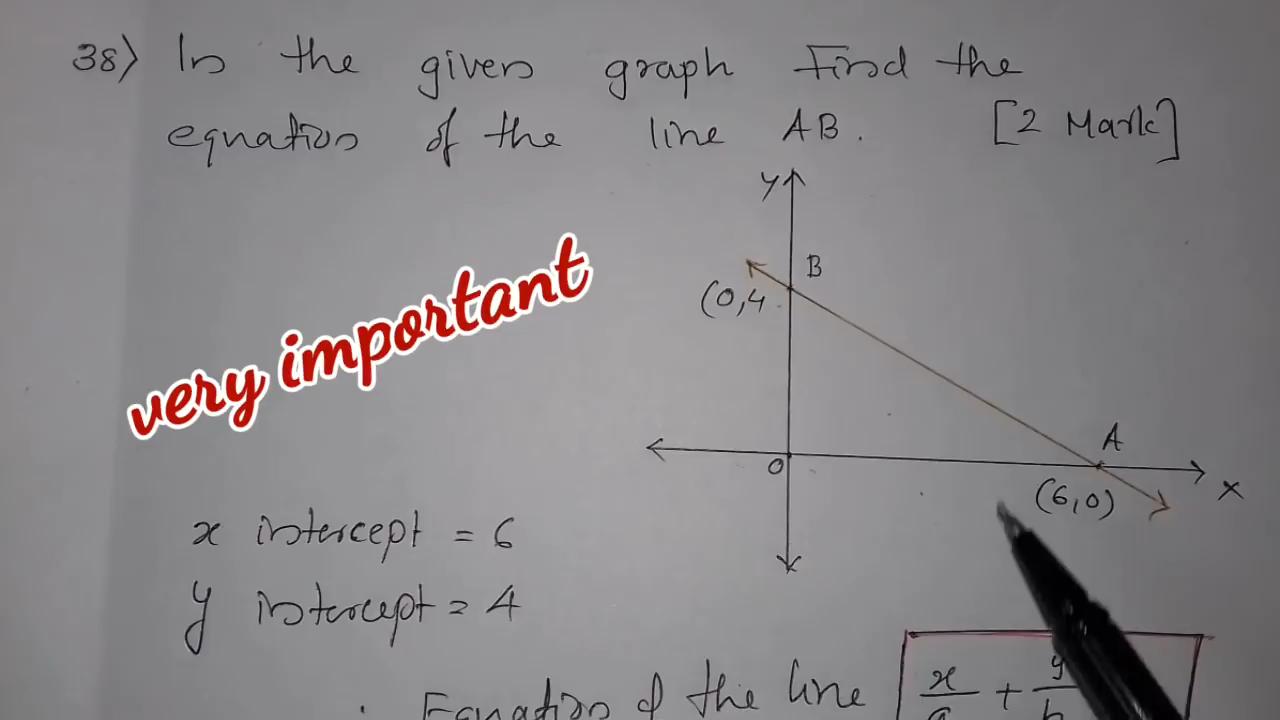 38) In the given graph Find the
equation of the line AB. [2 Mark]
y
B
(0,4
very important
A
O
(6,0)
x
x intercept = 6
y intercept = 4
Equation of the line x/a + y/b